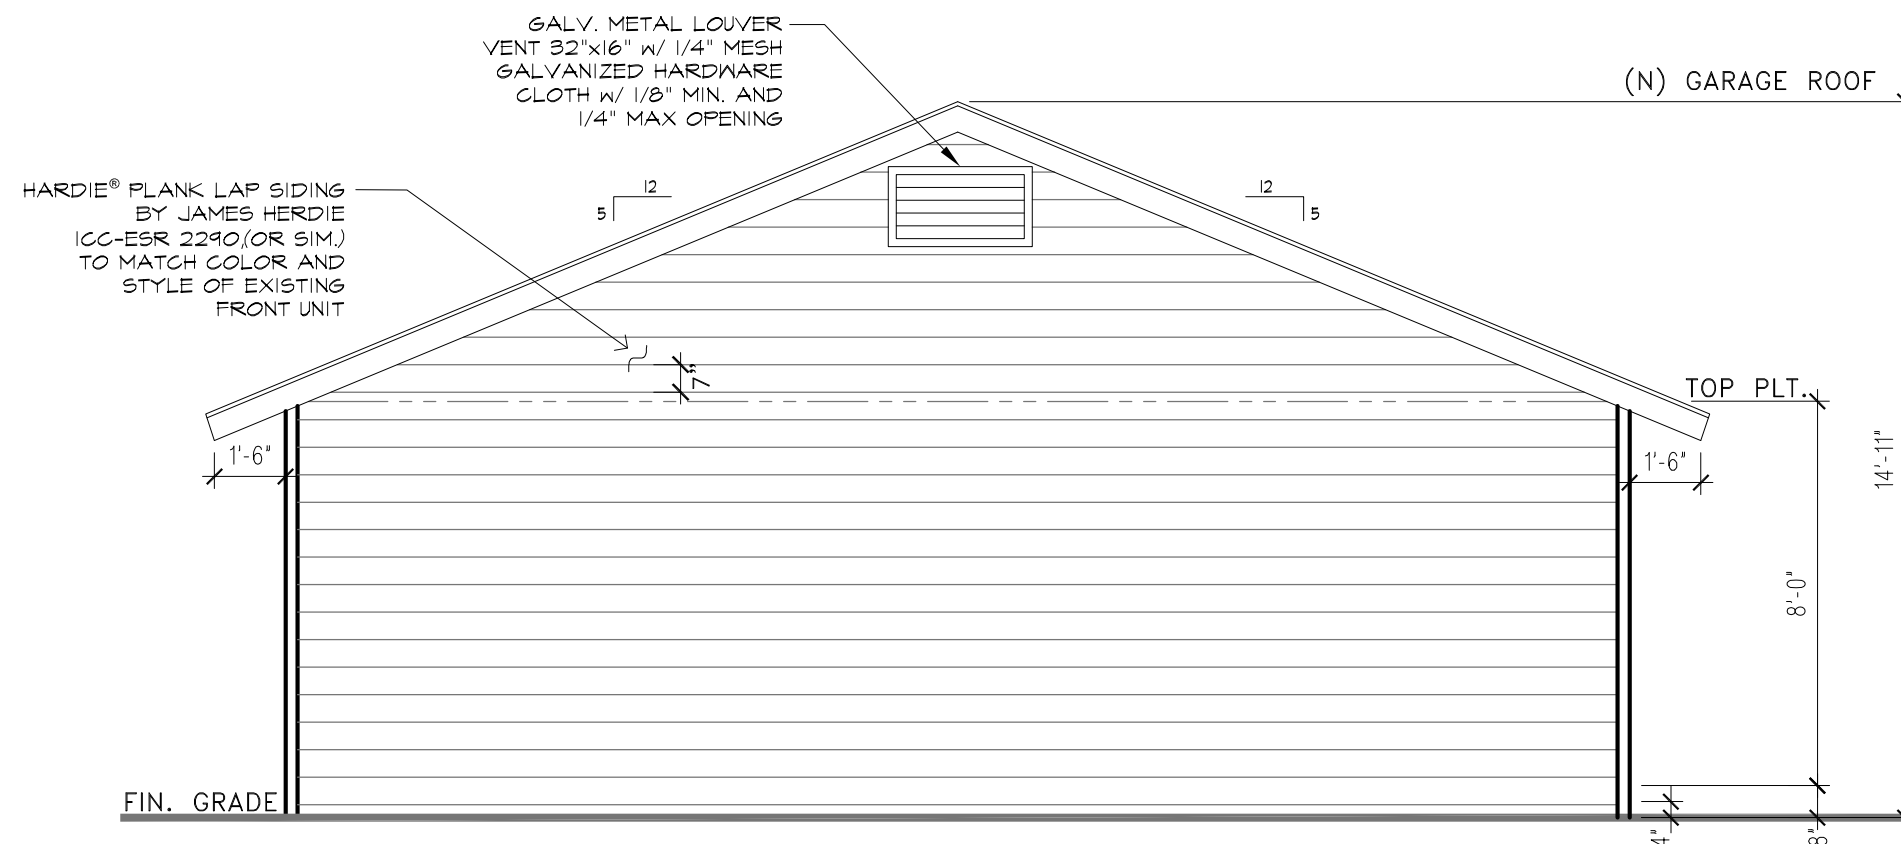 GALV. METAL LOUVER
VENT 32"x16" w/ 1/4" MESH
GALVANIZED HARDWARE
CLOTH w/ 1/8" MIN. AND
1/4" MAX OPENING
(N) GARAGE ROOF
HARDIE® PLANK LAP SIDING
BY JAMES HERDIE
ICC-ESR 2290,(OR SIM.)
TO MATCH COLOR AND
STYLE OF EXISTING
FRONT UNIT
12
5
12
5
7"
TOP PLT.
1'-6"
1'-6"
14'-11"
8'-0"
FIN. GRADE
4"
8"